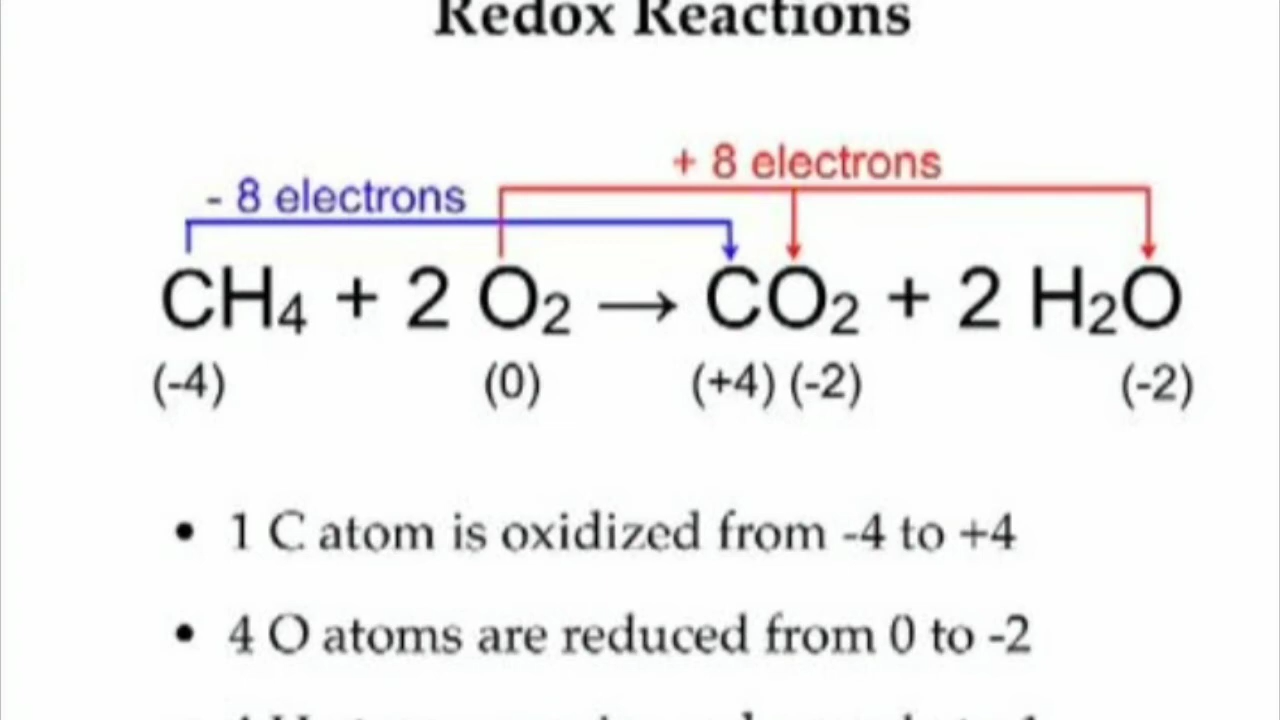 Redox Reactions
+ 8 electrons
- 8 electrons
CH4 + 2 O2 → CO2 + 2 H2O
(-4) (0) (+4) (-2) (-2)
• 1 C atom is oxidized from -4 to +4
• 4 O atoms are reduced from 0 to -2